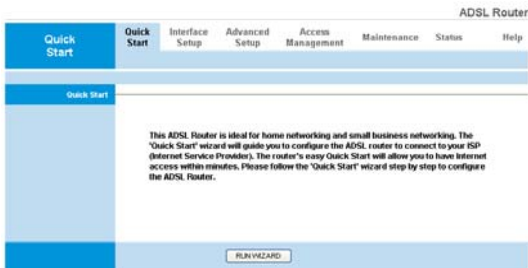 ADSL Router
Quick Start
Quick Start
Interface Setup
Advanced Setup
Access Management
Maintenance
Status
Help
Quick Start
This ADSL Router is ideal for home networking and small business networking. The
'Quick Start' wizard will guide you to configure the ADSL router to connect to your ISP
(Internet Service Provider). The router's easy Quick Start will allow you to have Internet
access within minutes. Please follow the 'Quick Start' wizard step by step to configure
the ADSL Router.
RUN WIZARD